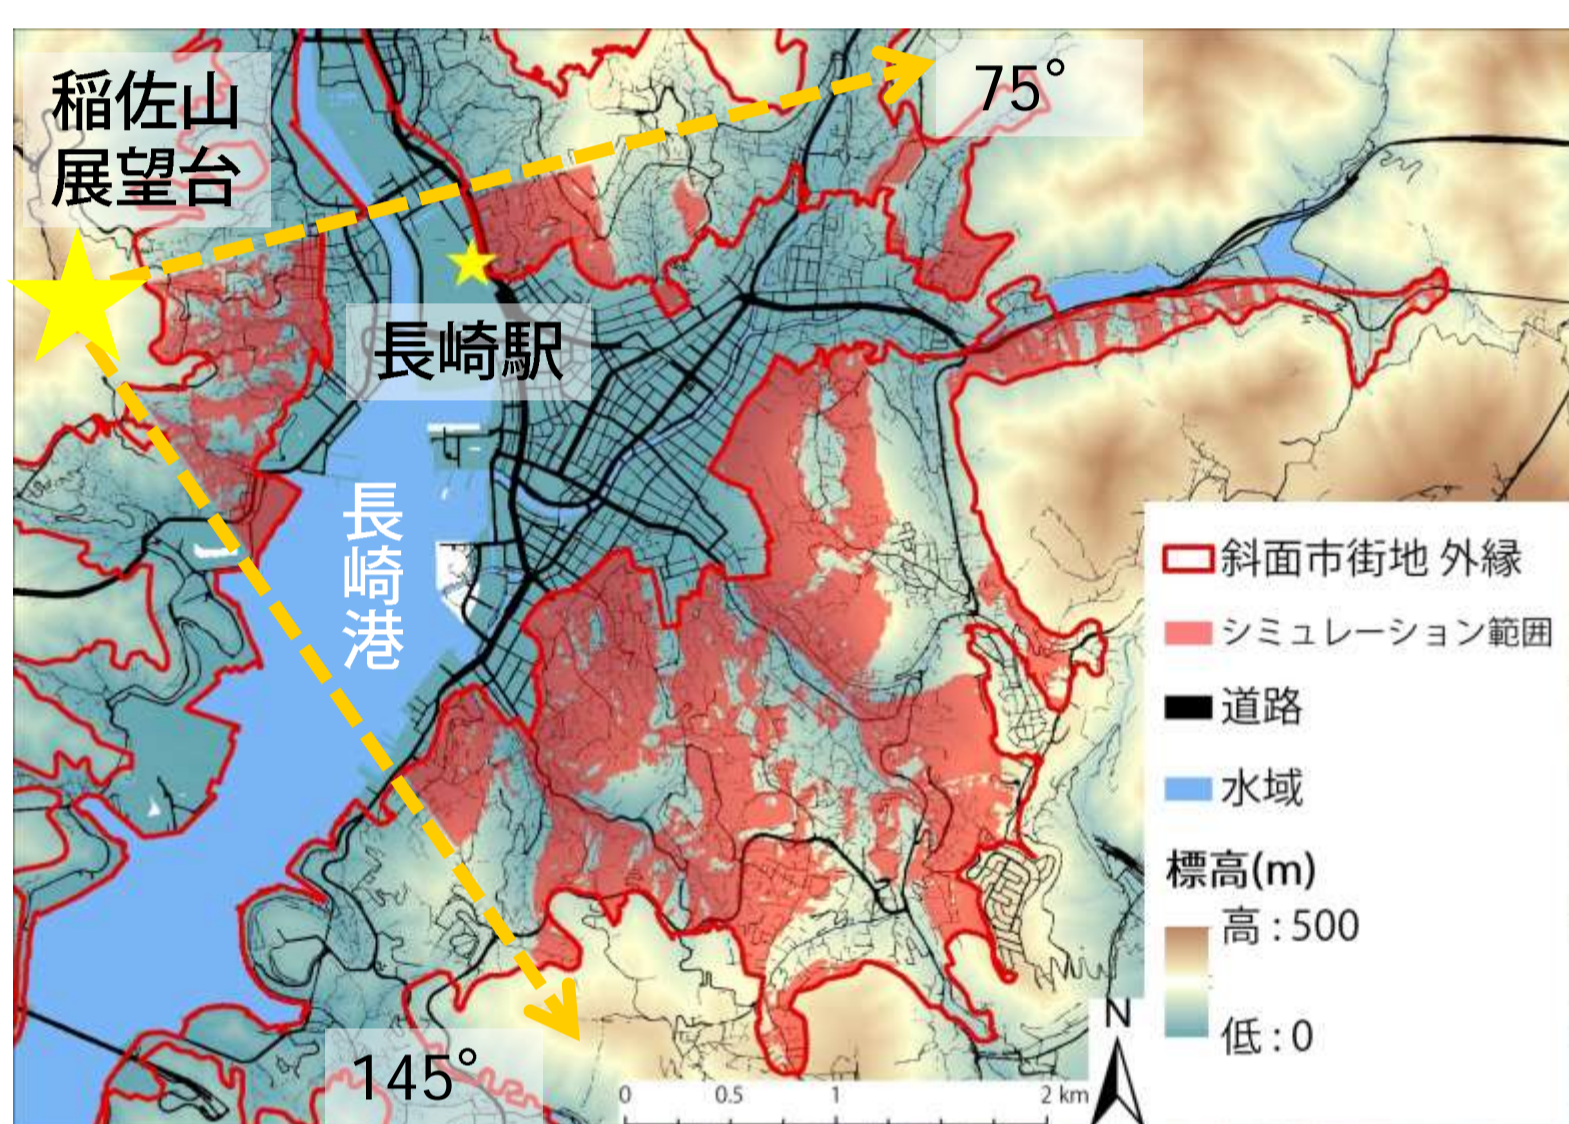 稲佐山
展望台
75°
長崎駅
長崎港
斜面市街地 外縁
シミュレーション範囲
道路
水域
標高(m)
高 : 500
低 : 0
145°
N
0 0.5 1 2 km